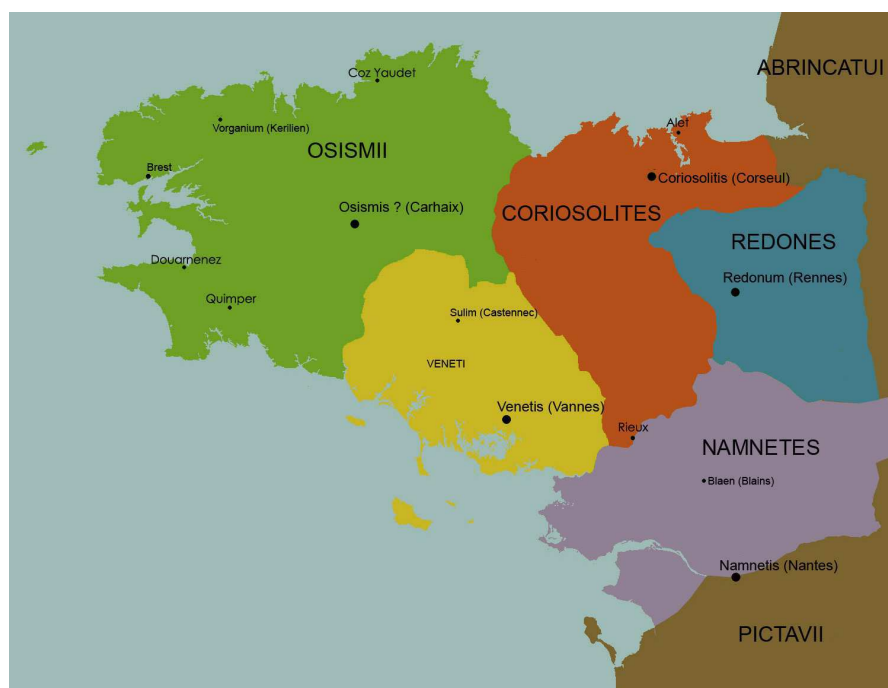 ABRINCATUI
Coz Yaudet
Alet
Vorganium (Kerilien)
OSISMII
Brest
Coriosolitis (Corseul)
Osismis ? (Carhaix)
CORIOSOLITES
REDONES
Douarnenez
Redonum (Rennes)
Quimper
Sulim (Castennec)
VENETI
Venetis (Vannes)
Rieux
NAMNETES
Blaen (Blains)
Namnetis (Nantes)
PICTAVII